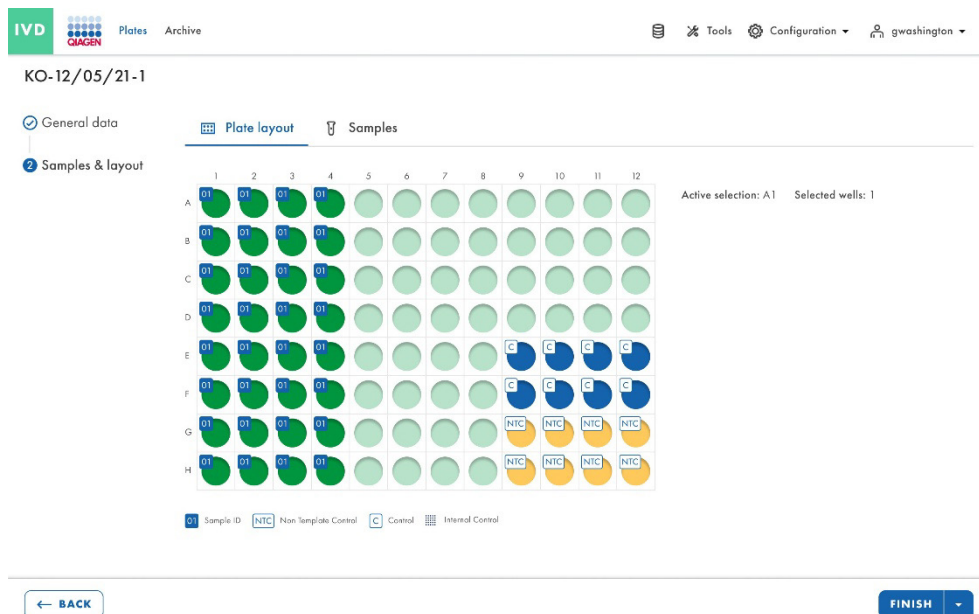 IVD QIAGEN Plates Archive Tools Configuration gwashington
KO-12/05/21-1
General data
Plate layout Samples
2 Samples & layout
1 2 3 4 5 6 7 8 9 10 11 12
Active selection: A1 Selected wells: 1
A 01 01 01 01
B 01 01 01 01
C 01 01 01 01
D 01 01 01 01
E 01 01 01 01 C C C C
F 01 01 01 01 C C C C
G 01 01 01 01 NTC NTC NTC NTC
H 01 01 01 01 NTC NTC NTC NTC
01 Sample ID NTC Non Template Control C Control Internal Control
← BACK FINISH